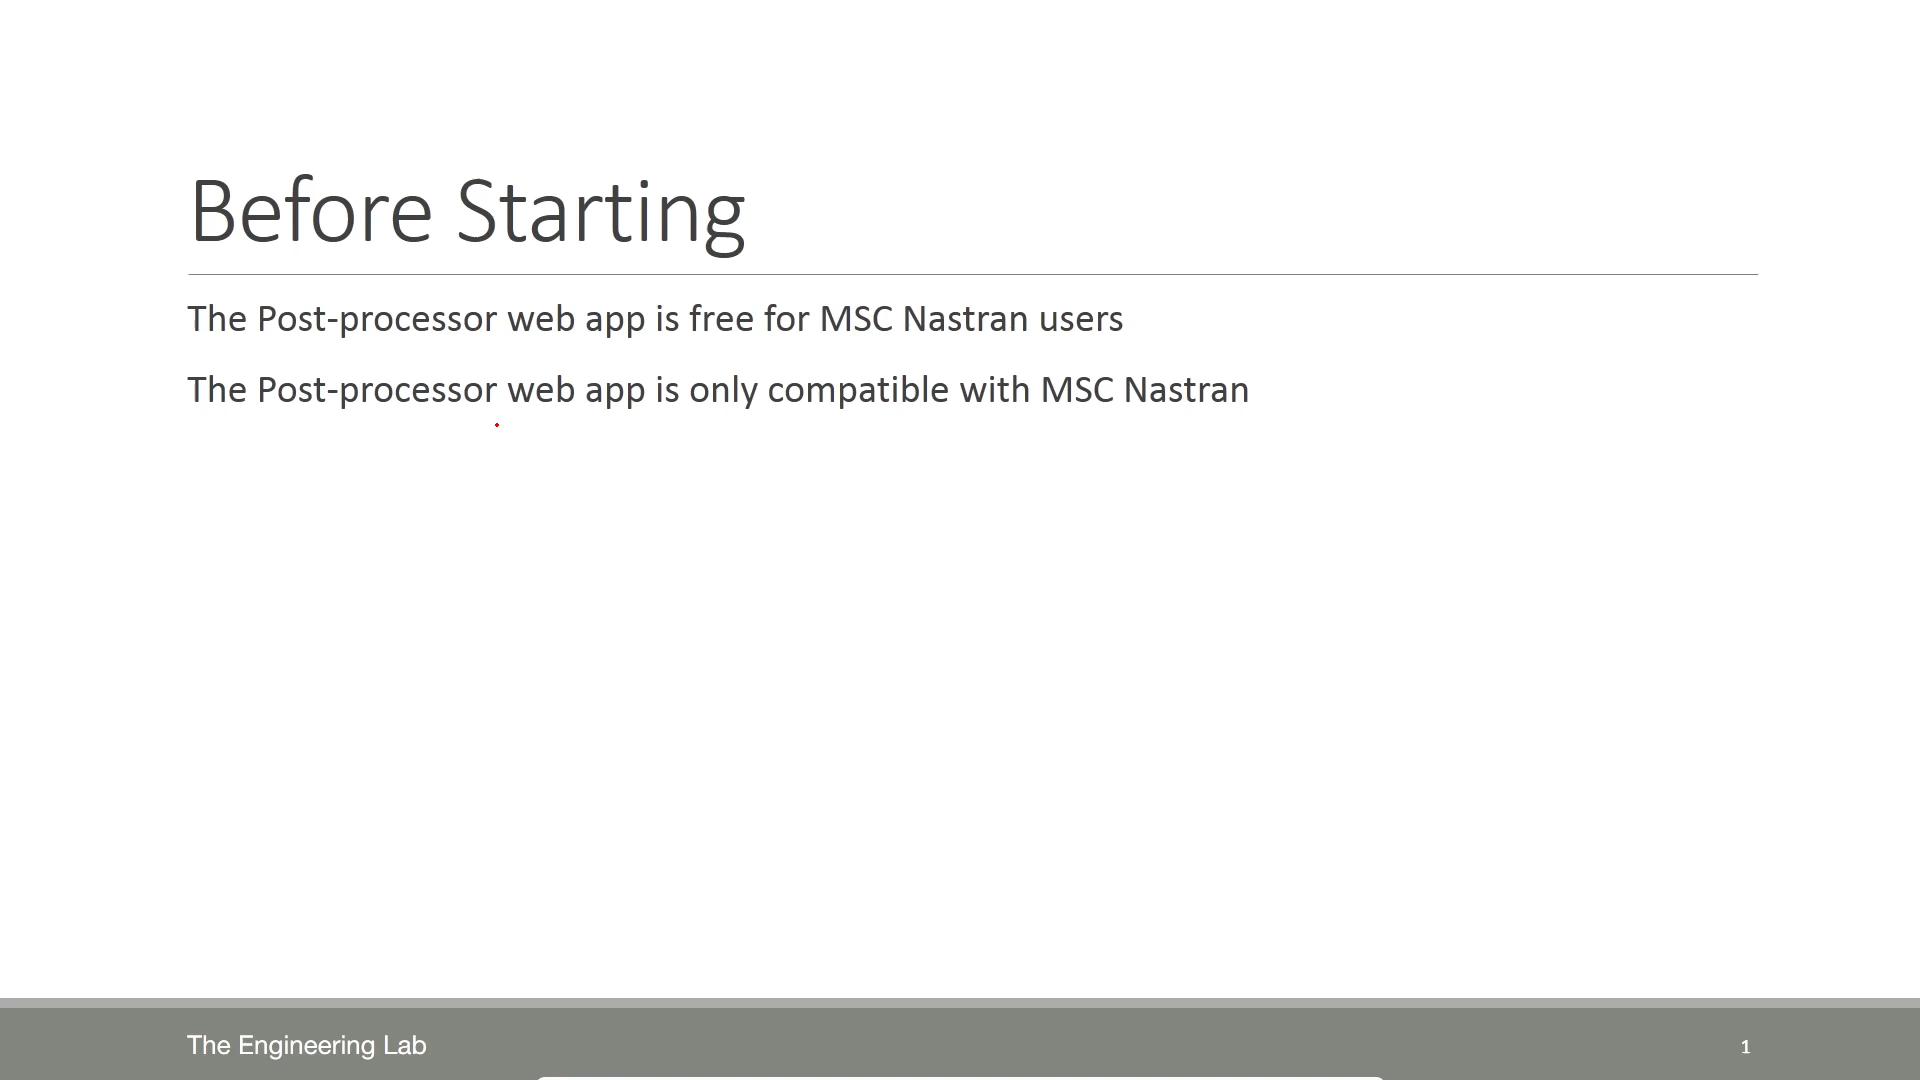 Before Starting
The Post-processor web app is free for MSC Nastran users
The Post-processor web app is only compatible with MSC Nastran
The Engineering Lab
1